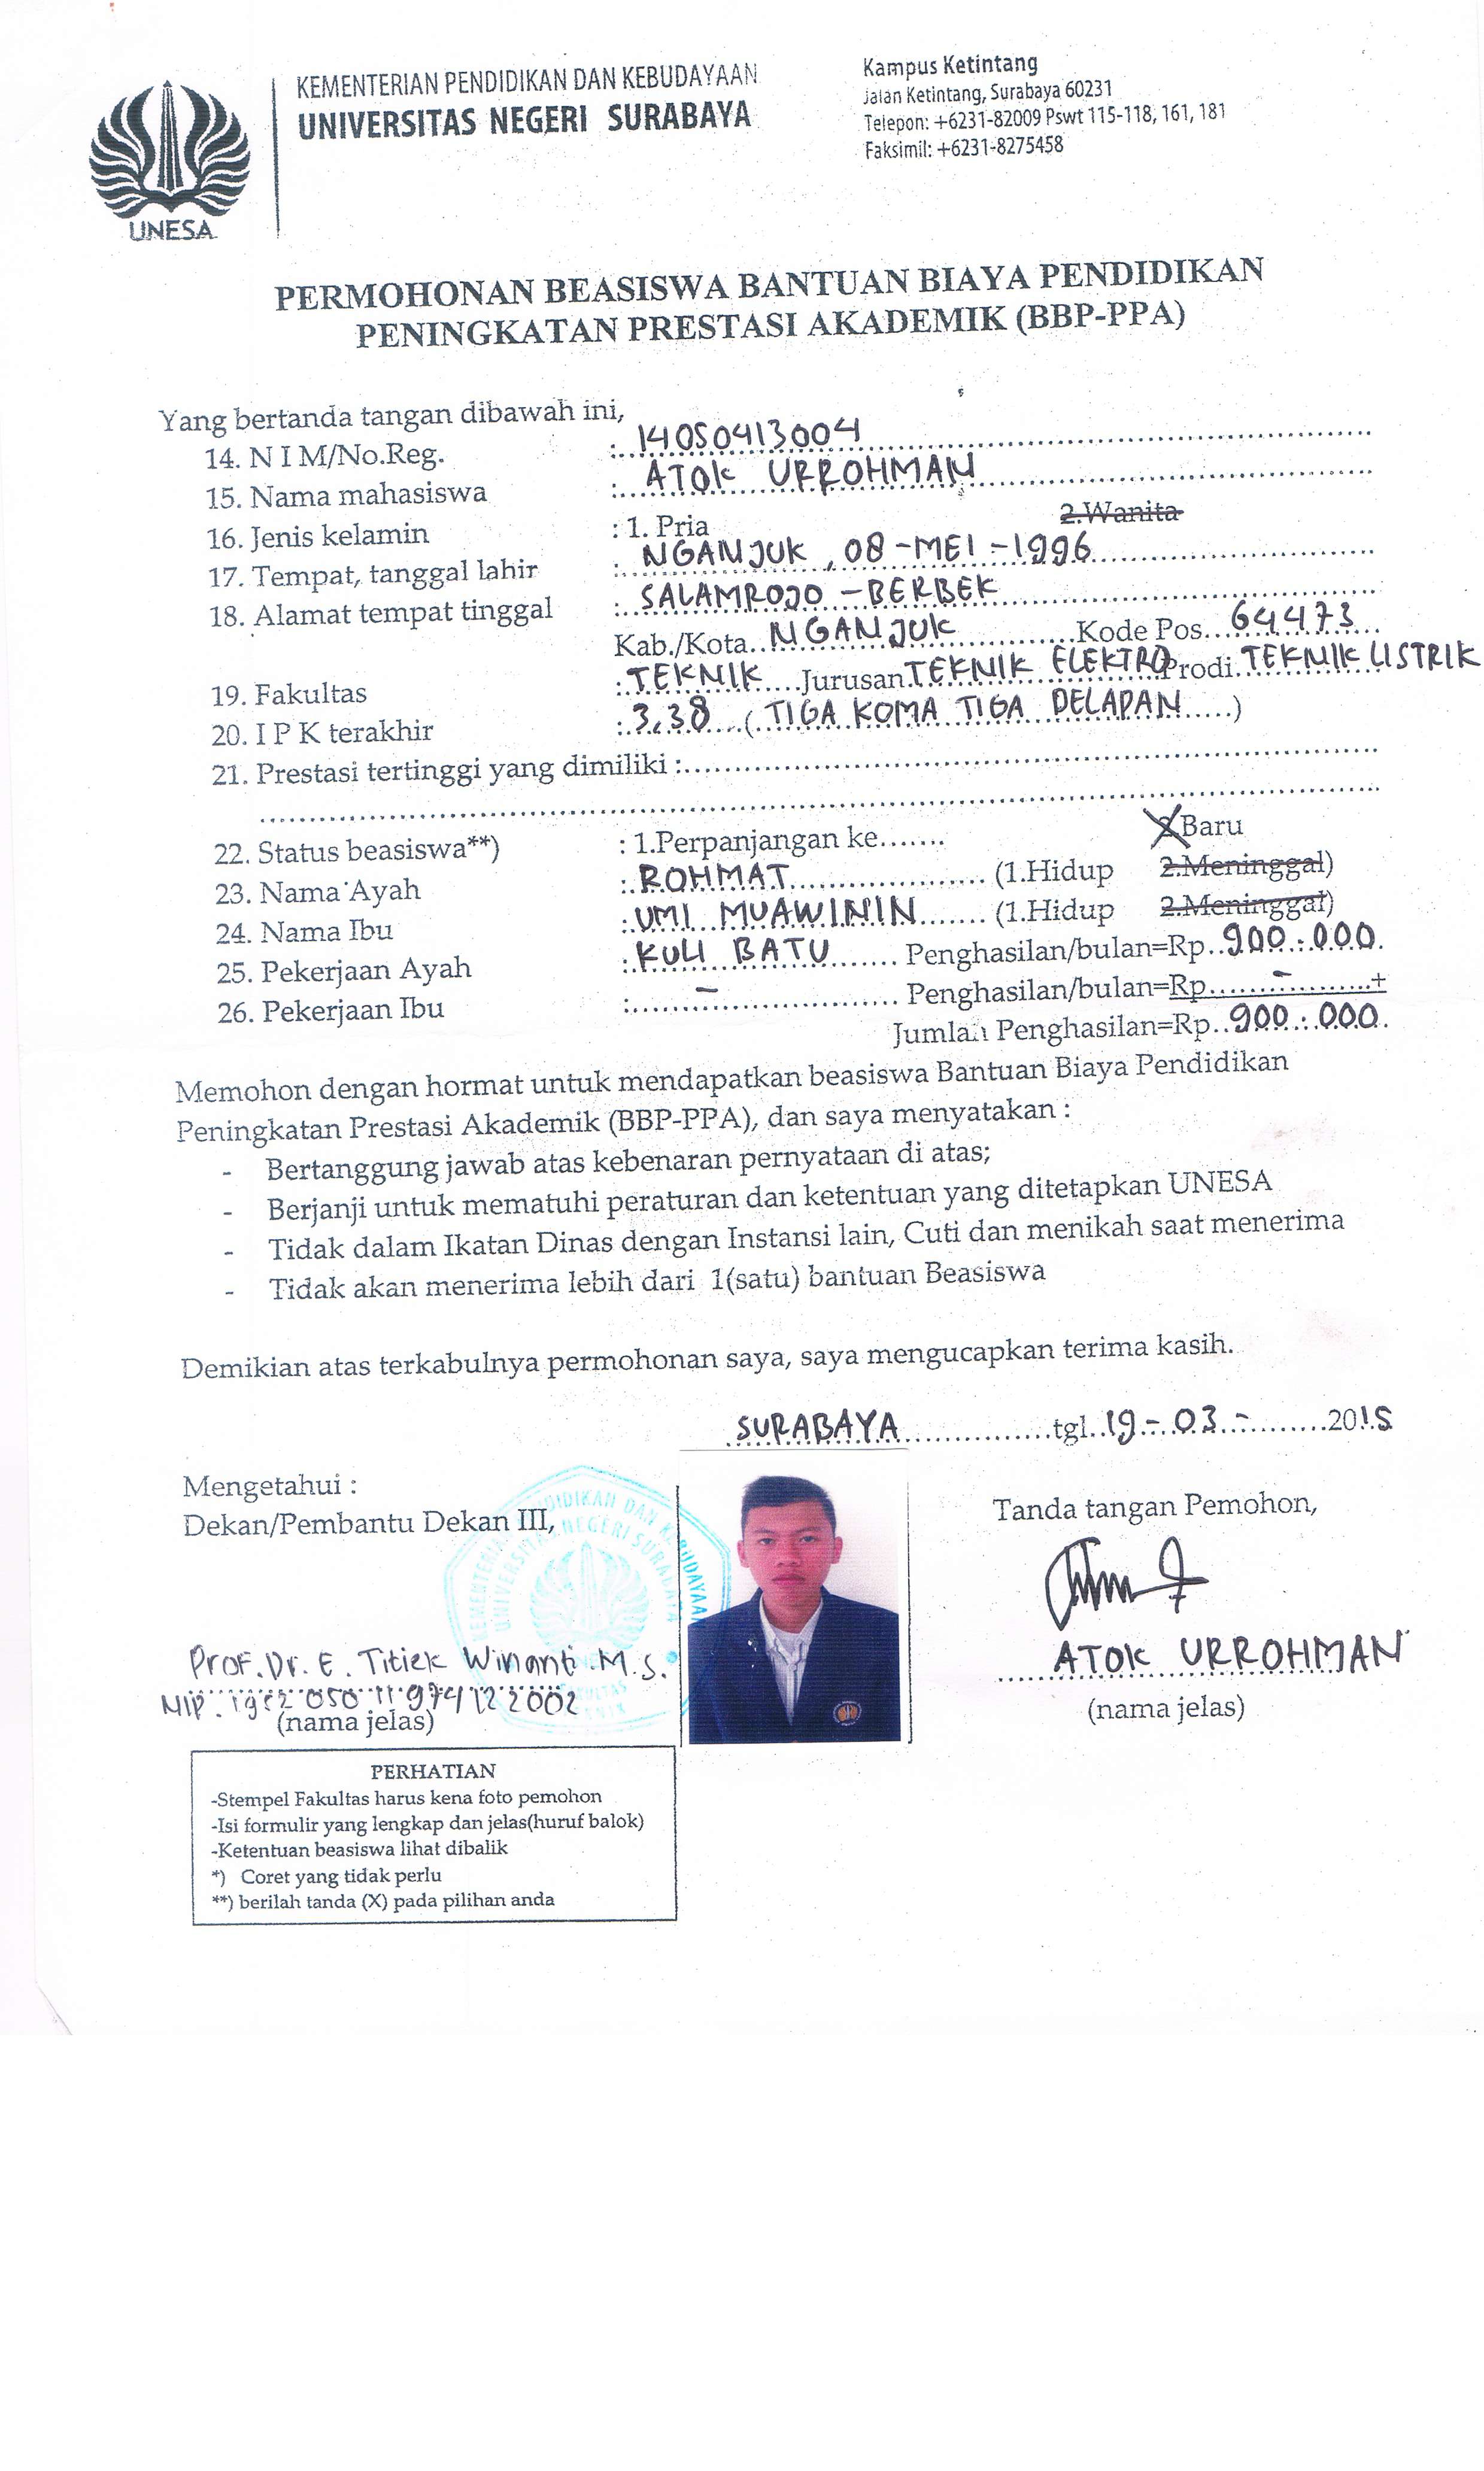 KEMENTERIAN PENDIDIKAN DAN KEBUDAYAAN
UNIVERSITAS NEGERI SURABAYA
UNESA
Kampus Ketintang
Jalan Ketintang, Surabaya 60231
Telepon: +6231-82009 Pswt 115-118, 161, 181
Faksimil: +6231-8275458
PERMOHONAN BEASISWA BANTUAN BIAYA PENDIDIKAN
PENINGKATAN PRESTASI AKADEMIK (BBP-PPA)
Yang bertanda tangan dibawah ini,
14. N I M/No.Reg. : 14050413004
15. Nama mahasiswa : ATOK URROHMAN
16. Jenis kelamin : 1. Pria 2.Wanita
17. Tempat, tanggal lahir : NGANJUK, 08-MEI-1996
18. Alamat tempat tinggal : SALAMROJO - BERBEK
Kab./Kota NGANJUK Kode Pos 64473
19. Fakultas : TEKNIK Jurusan TEKNIK ELEKTRO Prodi TEKNIK LISTRIK
20. I P K terakhir : 3,38 (TIGA KOMA TIGA DELAPAN)
21. Prestasi tertinggi yang dimiliki :
22. Status beasiswa**) : 1.Perpanjangan ke....... 2.Baru
23. Nama Ayah : ROHMAT (1.Hidup 2.Meninggal)
24. Nama Ibu : UMI MUAWININ (1.Hidup 2.Meninggal)
25. Pekerjaan Ayah : KULI BATU Penghasilan/bulan=Rp 900.000.
26. Pekerjaan Ibu : - Penghasilan/bulan=Rp - +
Jumlah Penghasilan=Rp 900.000.
Memohon dengan hormat untuk mendapatkan beasiswa Bantuan Biaya Pendidikan
Peningkatan Prestasi Akademik (BBP-PPA), dan saya menyatakan :
- Bertanggung jawab atas kebenaran pernyataan di atas;
- Berjanji untuk mematuhi peraturan dan ketentuan yang ditetapkan UNESA
- Tidak dalam Ikatan Dinas dengan Instansi lain, Cuti dan menikah saat menerima
- Tidak akan menerima lebih dari 1(satu) bantuan Beasiswa
Demikian atas terkabulnya permohonan saya, saya mengucapkan terima kasih.
SURABAYA tgl. 19-03- 2015
Mengetahui :
Dekan/Pembantu Dekan III,
Tanda tangan Pemohon,
Prof. Dr. E. Titiek Winanti. M.S.
NIP.
(nama jelas)
ATOK URROHMAN
(nama jelas)
PERHATIAN
-Stempel Fakultas harus kena foto pemohon
-Isi formulir yang lengkap dan jelas(huruf balok)
-Ketentuan beasiswa lihat dibalik
*) Coret yang tidak perlu
**) berilah tanda (X) pada pilihan anda